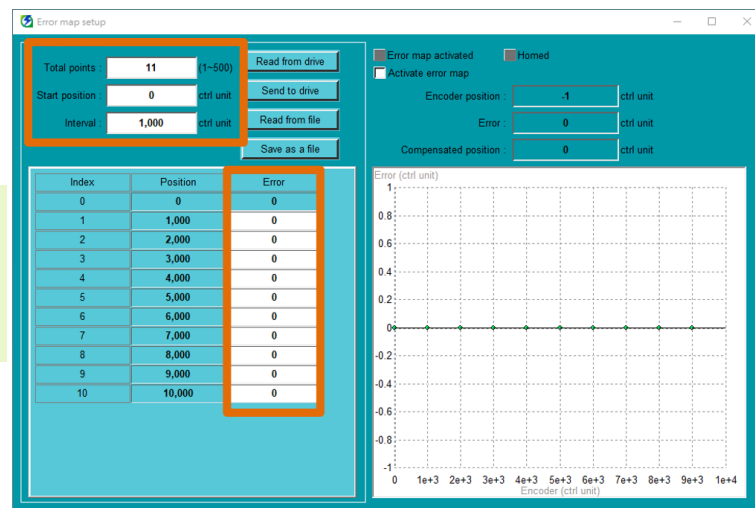 Error map setup
Total points : 11 (1~500)
Start position : 0 ctrl unit
Interval : 1,000 ctrl unit
Read from drive
Send to drive
Read from file
Save as a file
Error map activated Homed
Activate error map
Encoder position : -1 ctrl unit
Error : 0 ctrl unit
Compensated position : 0 ctrl unit
Index Position Error
0 0 0
1 1,000 0
2 2,000 0
3 3,000 0
4 4,000 0
5 5,000 0
6 6,000 0
7 7,000 0
8 8,000 0
9 9,000 0
10 10,000 0
Error (ctrl unit)
1
0.8
0.6
0.4
0.2
0
-0.2
-0.4
-0.6
-0.8
-1
0 1e+3 2e+3 3e+3 4e+3 5e+3 6e+3 7e+3 8e+3 9e+3 1e+4
Encoder (ctrl unit)